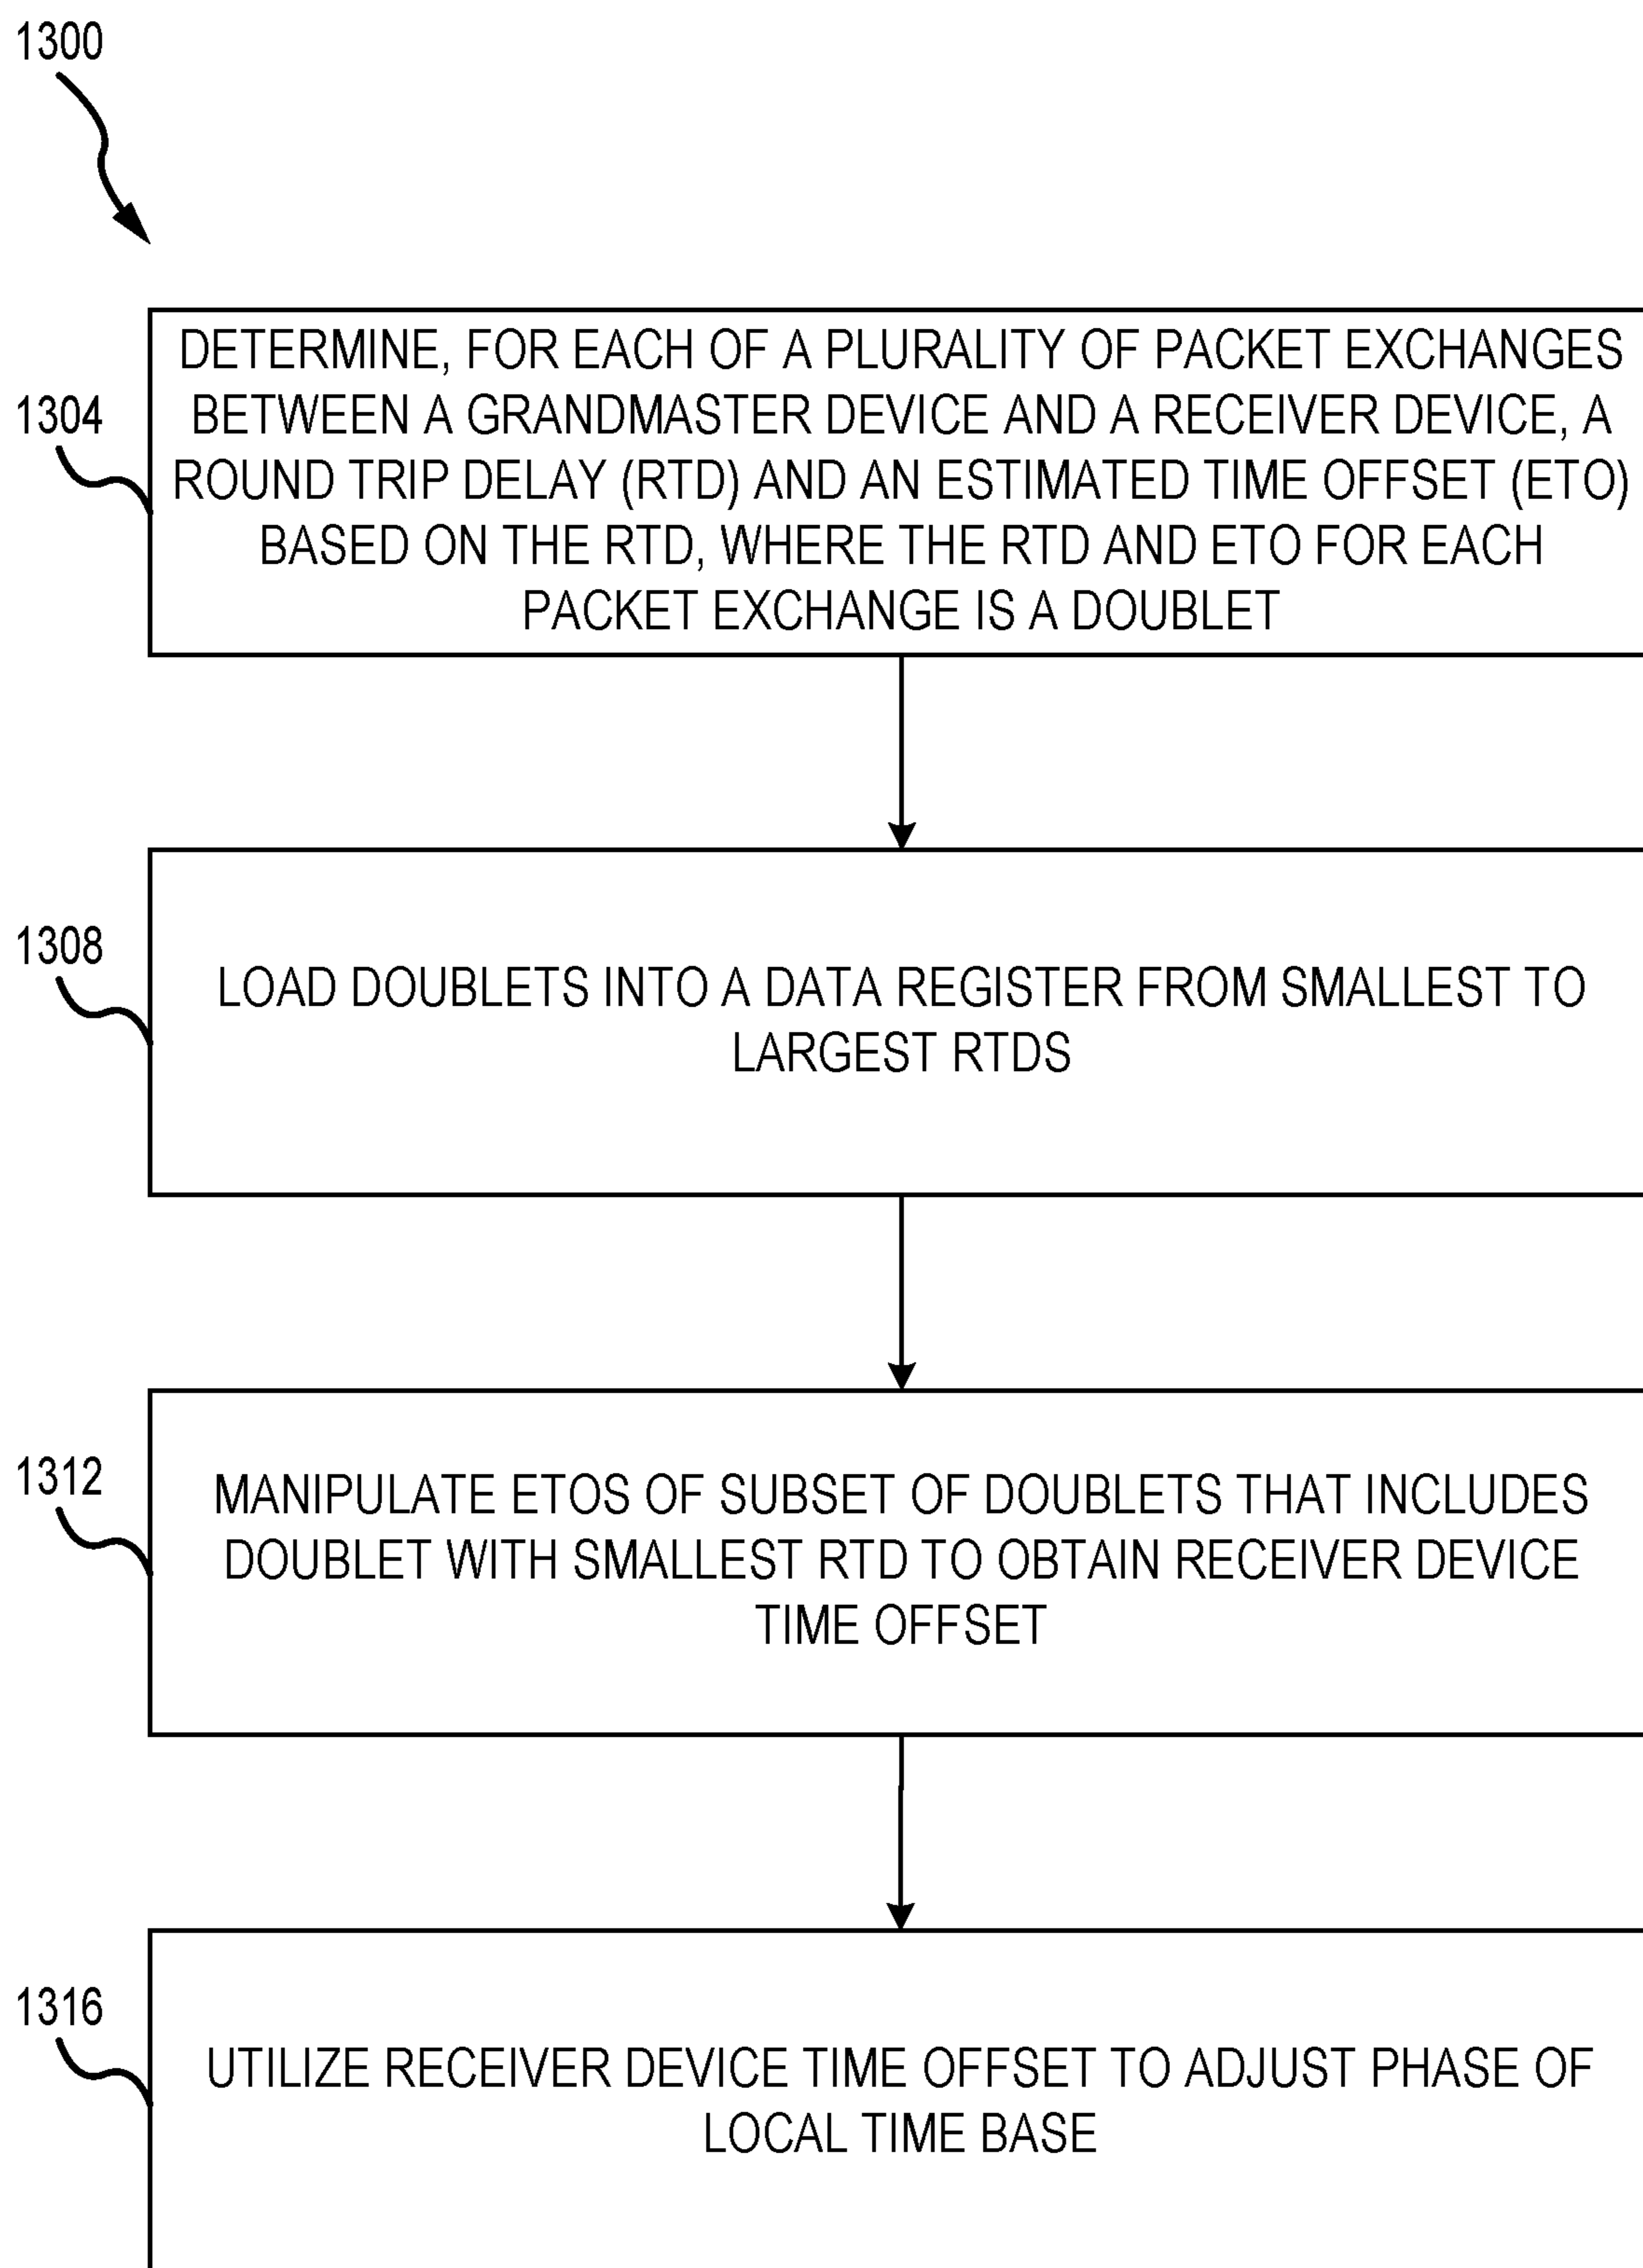 1300
1304
DETERMINE, FOR EACH OF A PLURALITY OF PACKET EXCHANGES
BETWEEN A GRANDMASTER DEVICE AND A RECEIVER DEVICE, A
ROUND TRIP DELAY (RTD) AND AN ESTIMATED TIME OFFSET (ETO)
BASED ON THE RTD, WHERE THE RTD AND ETO FOR EACH
PACKET EXCHANGE IS A DOUBLET
1308
LOAD DOUBLETS INTO A DATA REGISTER FROM SMALLEST TO
LARGEST RTDS
1312
MANIPULATE ETOS OF SUBSET OF DOUBLETS THAT INCLUDES
DOUBLET WITH SMALLEST RTD TO OBTAIN RECEIVER DEVICE
TIME OFFSET
1316
UTILIZE RECEIVER DEVICE TIME OFFSET TO ADJUST PHASE OF
LOCAL TIME BASE